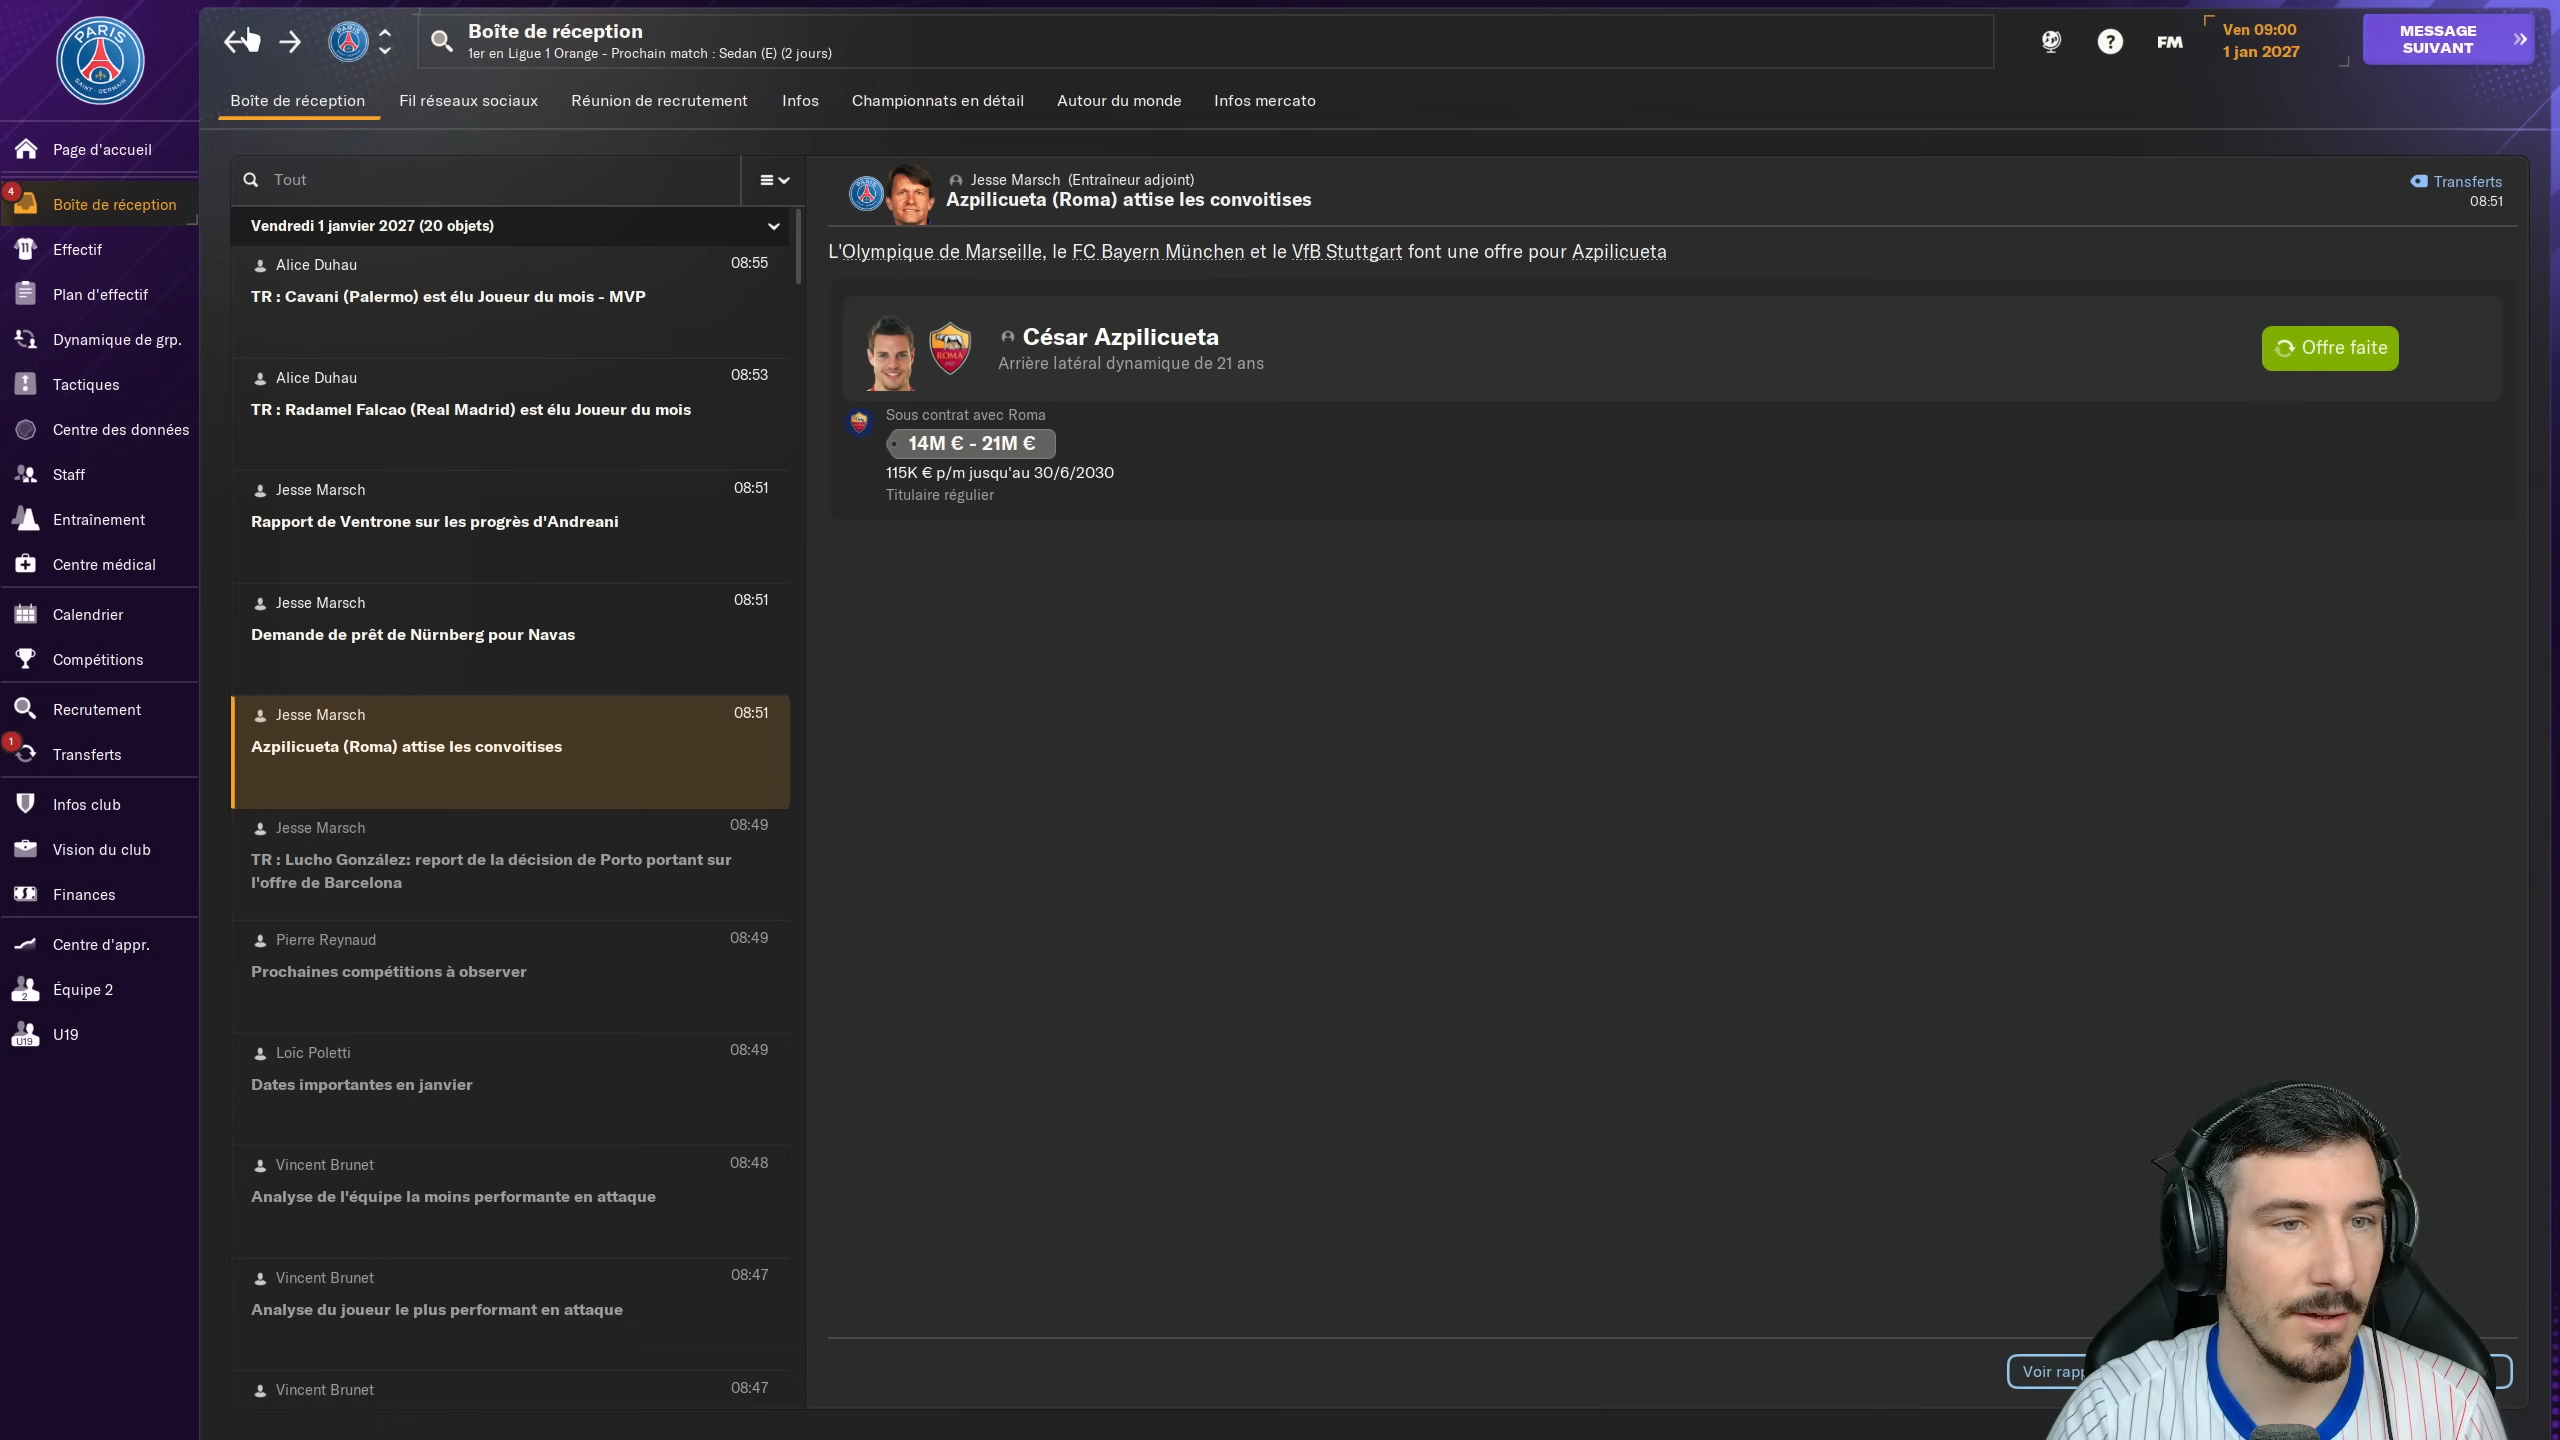 Boîte de réception
1er en Ligue 1 Orange - Prochain match : Sedan (E) (2 jours)
FM
Ven 09:00
1 jan 2027
MESSAGE
SUIVANT
Boîte de réception
Fil réseaux sociaux
Réunion de recrutement
Infos
Championnats en détail
Autour du monde
Infos mercato
Page d'accueil
4
Boîte de réception
Effectif
Plan d'effectif
Dynamique de grp.
Tactiques
Centre des données
Staff
Entraînement
Centre médical
Calendrier
Compétitions
Recrutement
1
Transferts
Infos club
Vision du club
Finances
Centre d'appr.
2
Équipe 2
U19
U19
Tout
Vendredi 1 janvier 2027 (20 objets)
Alice Duhau 08:55
TR : Cavani (Palermo) est élu Joueur du mois - MVP
Alice Duhau 08:53
TR : Radamel Falcao (Real Madrid) est élu Joueur du mois
Jesse Marsch 08:51
Rapport de Ventrone sur les progrès d'Andreani
Jesse Marsch 08:51
Demande de prêt de Nürnberg pour Navas
Jesse Marsch 08:51
Azpilicueta (Roma) attise les convoitises
Jesse Marsch 08:49
TR : Lucho González: report de la décision de Porto portant sur
l'offre de Barcelona
Pierre Reynaud 08:49
Prochaines compétitions à observer
Loïc Poletti 08:49
Dates importantes en janvier
Vincent Brunet 08:48
Analyse de l'équipe la moins performante en attaque
Vincent Brunet 08:47
Analyse du joueur le plus performant en attaque
Vincent Brunet 08:47
Jesse Marsch (Entraîneur adjoint)
Azpilicueta (Roma) attise les convoitises
Transferts
08:51
L'Olympique de Marseille, le FC Bayern München et le VfB Stuttgart font une offre pour Azpilicueta
César Azpilicueta
Arrière latéral dynamique de 21 ans
Offre faite
Sous contrat avec Roma
14M € - 21M €
115K € p/m jusqu'au 30/6/2030
Titulaire régulier
Voir